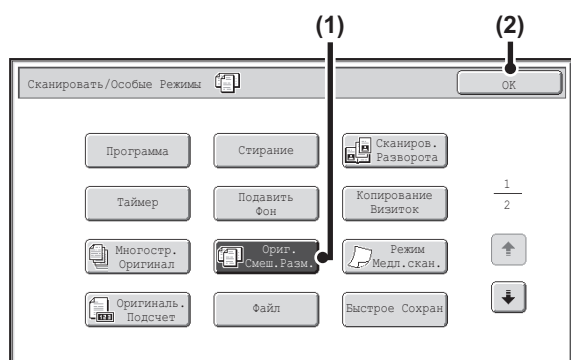 (1) (2)
Сканировать/Особые Режимы OK
Программа Стирание Сканиров.
Разворота
Таймер Подавить
Фон Копирование
Визиток
1
2
Многостр.
Оригинал Ориг.
Смеш.Разм. Режим
Медл.скан.
Оригиналь.
Подсчет Файл Быстрое Сохран